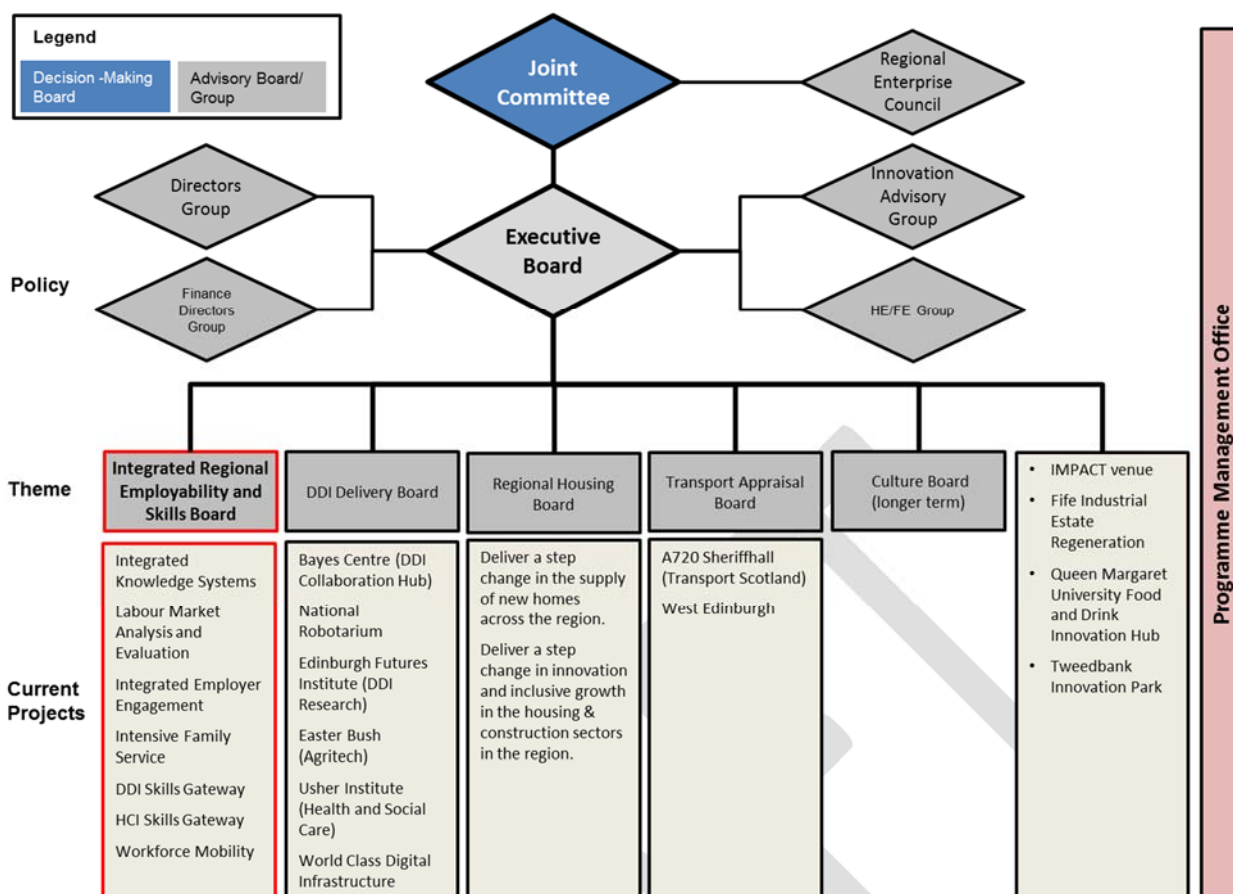 Legend
Decision -Making
Board
Advisory Board/
Group
Joint
Committee
Regional
Enterprise
Council
Directors
Group
Innovation
Advisory
Group
Executive
Board
Policy
Finance
Directors
Group
HE/FE Group
Programme Management Office
Theme
Integrated Regional
Employability and
Skills Board
DDI Delivery Board
Regional Housing
Board
Transport Appraisal
Board
Culture Board
(longer term)
Current
Projects
Integrated
Knowledge Systems
Labour Market
Analysis and
Evaluation
Integrated Employer
Engagement
Intensive Family
Service
DDI Skills Gateway
HCI Skills Gateway
Workforce Mobility
Bayes Centre (DDI
Collaboration Hub)
National
Robotarium
Edinburgh Futures
Institute (DDI
Research)
Easter Bush
(Agritech)
Usher Institute
(Health and Social
Care)
World Class Digital
Infrastructure
Deliver a step
change in the supply
of new homes
across the region.
Deliver a step
change in innovation
and inclusive growth
in the housing &
construction sectors
in the region.
A720 Sheriffhall
(Transport Scotland)
West Edinburgh
• IMPACT venue
• Fife Industrial
Estate
Regeneration
• Queen Margaret
University Food
and Drink
Innovation Hub
• Tweedbank
Innovation Park